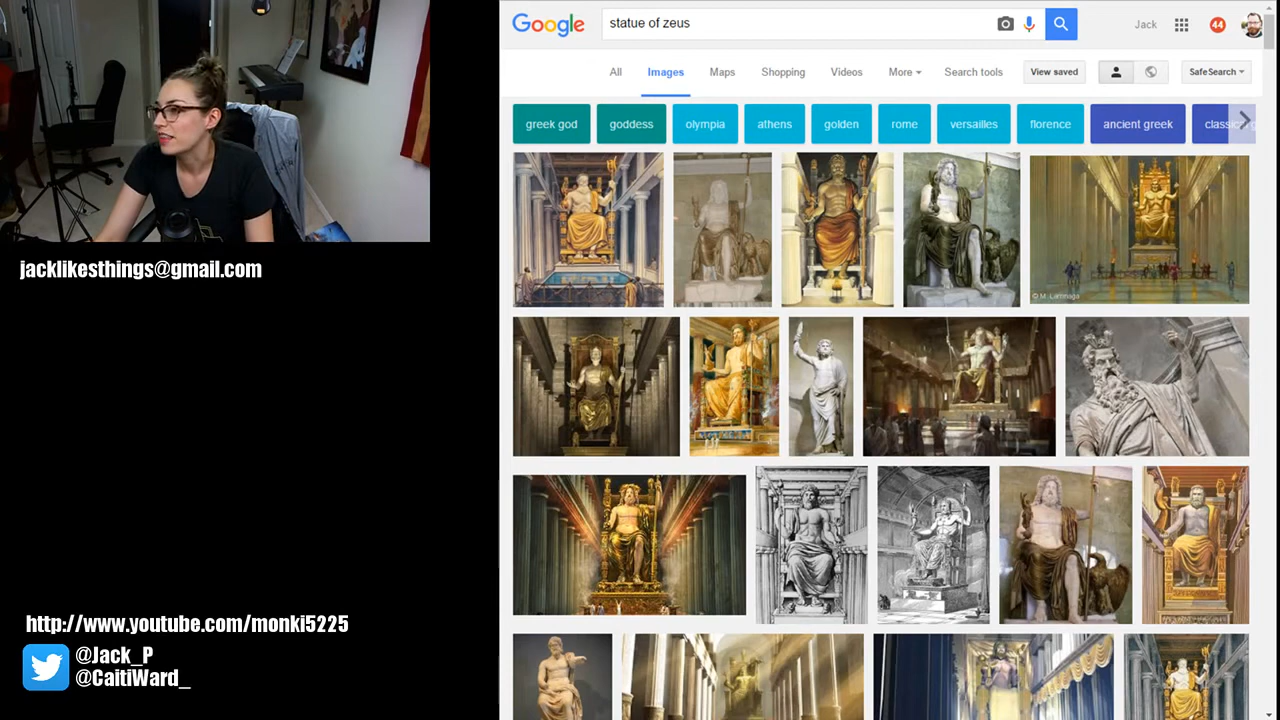 Google
statue of zeus
Jack
44
All
Images
Maps
Shopping
Videos
More
Search tools
View saved
SafeSearch
greek god
goddess
olympia
athens
golden
rome
versailles
florence
ancient greek
jacklikesthings@gmail.com
© M. Larrinaga
http://www.youtube.com/monki5225
@Jack_P
@CaitiWard_